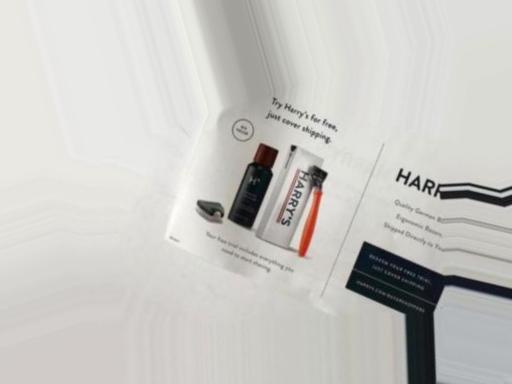 Try Harry's for free,
just cover shipping.
HARRY'S
Your free trial includes everything you
need to start shaving.
Quality German
Ergonomic Razors,
Shipped Directly to You
REDEEM YOUR FREE TRIAL,
JUST COVER SHIPPING